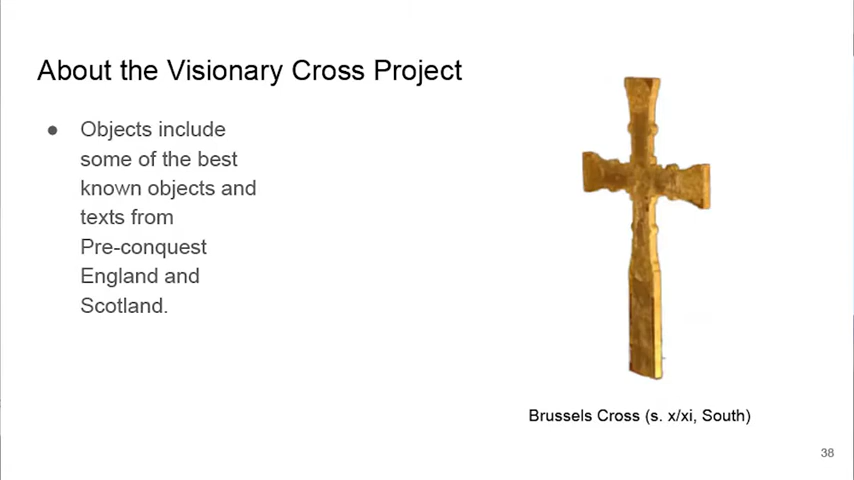 About the Visionary Cross Project
● Objects include
some of the best
known objects and
texts from
Pre-conquest
England and
Scotland.
Brussels Cross (s. x/xi, South)
38